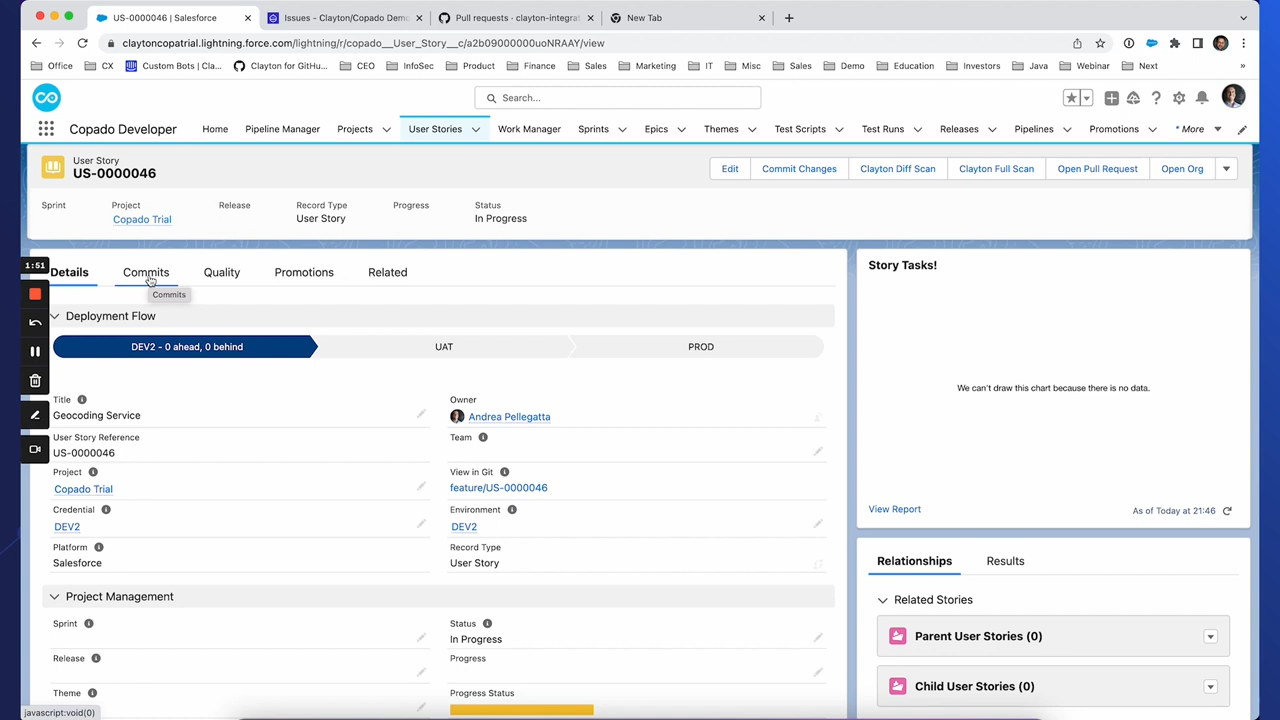 US-0000046 | Salesforce
Issues - Clayton/Copado Demo
Pull requests · clayton-integrat
New Tab
claytoncopatrial.lightning.force.com/lightning/r/copado__User_Story__c/a2b09000000uoNRAAY/view
Office CX Custom Bots | Cla... Clayton for GitHu... CEO InfoSec Product Finance Sales Marketing IT Misc Sales Demo Education Investors Java Webinar Next »
Search...
Copado Developer Home Pipeline Manager Projects User Stories Work Manager Sprints Epics Themes Test Scripts Test Runs Releases Pipelines Promotions * More
User Story
US-0000046
Edit Commit Changes Clayton Diff Scan Clayton Full Scan Open Pull Request Open Org
Sprint Project Release Record Type Progress Status
Copado Trial User Story In Progress
1:51
Details Commits Quality Promotions Related
Commits
Deployment Flow
DEV2 - 0 ahead, 0 behind UAT PROD
Title Owner
Geocoding Service Andrea Pellegatta
User Story Reference Team
US-0000046
Project View in Git
Copado Trial feature/US-0000046
Credential Environment
DEV2 DEV2
Platform Record Type
Salesforce User Story
Project Management
Sprint Status
In Progress
Release Progress
Theme Progress Status
Story Tasks!
We can't draw this chart because there is no data.
View Report As of Today at 21:46
Relationships Results
Related Stories
Parent User Stories (0)
Child User Stories (0)
javascript:void(0)